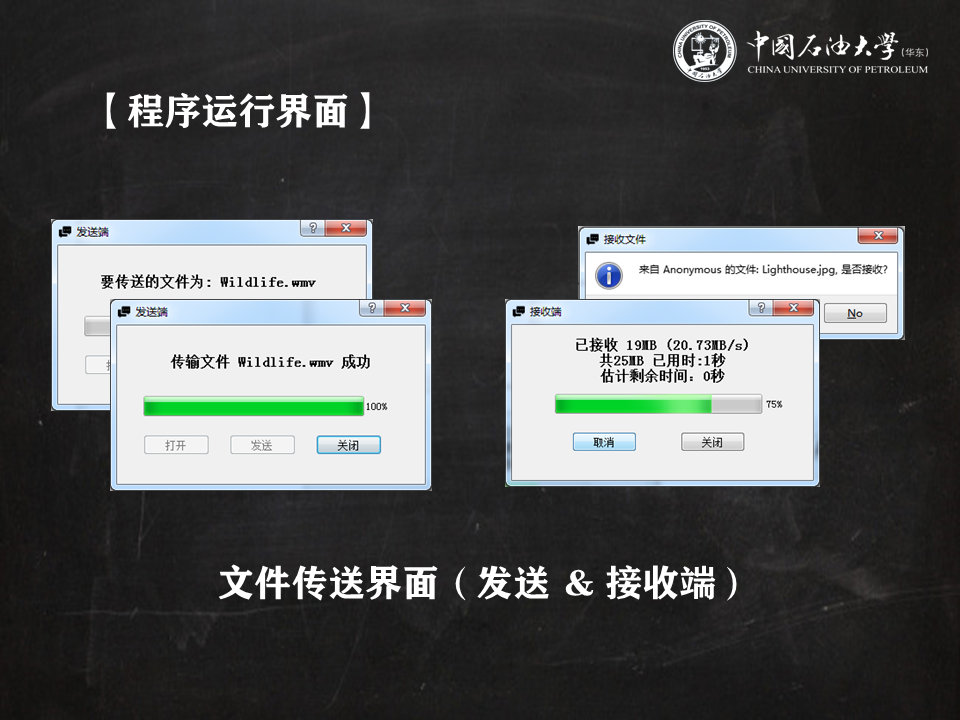 中国石油大学(华东)
CHINA UNIVERSITY OF PETROLEUM
【程序运行界面】
发送端
要传送的文件为: Wildlife.wmv
发送端
传输文件 Wildlife.wmv 成功
100%
打开 发送 关闭
接收文件
来自 Anonymous 的文件: Lighthouse.jpg, 是否接收?
No
接收端
已接收 19MB (20.73MB/s)
共25MB 已用时:1秒
估计剩余时间: 0秒
75%
取消 关闭
文件传送界面(发送 & 接收端)